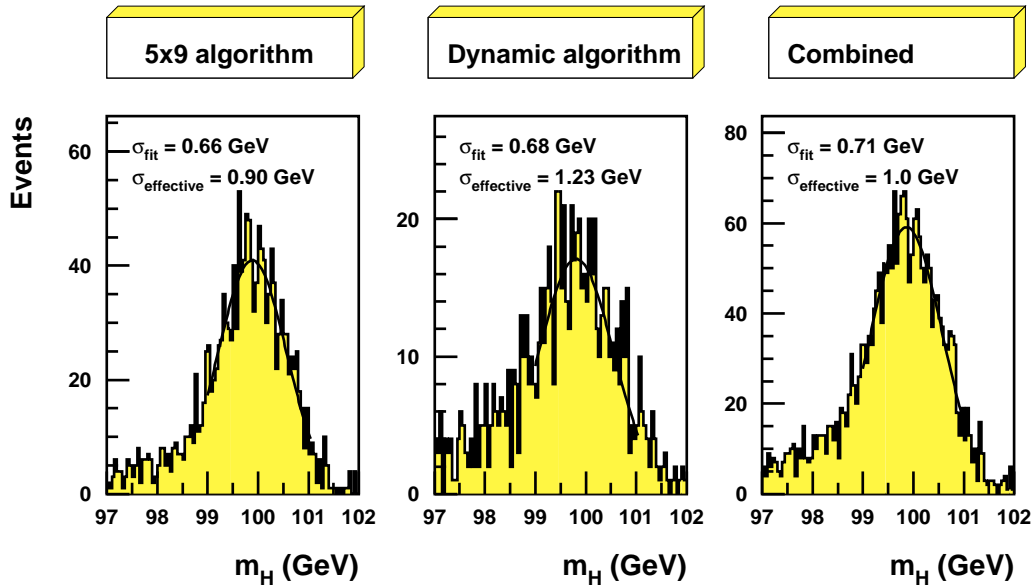 5x9 algorithm
Dynamic algorithm
Combined
Events
60
40
20
0
σfit = 0.66 GeV
σeffective = 0.90 GeV
97 98 99 100 101 102
mH (GeV)
20
10
0
σfit = 0.68 GeV
σeffective = 1.23 GeV
97 98 99 100 101 102
mH (GeV)
80
60
40
20
0
σfit = 0.71 GeV
σeffective = 1.0 GeV
97 98 99 100 101 102
mH (GeV)